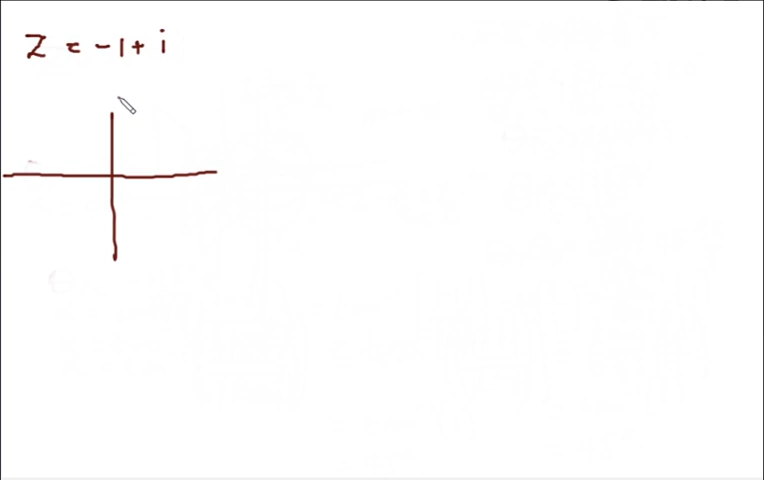 z = -1 + i